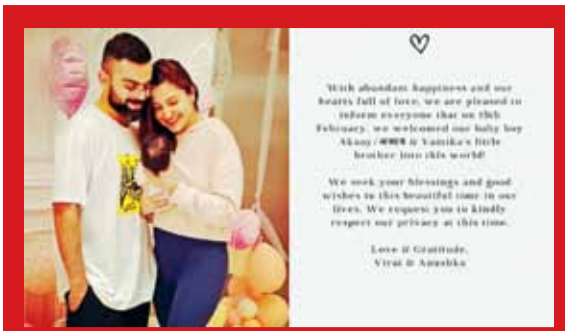 With abundant happiness and our
hearts full of love, we are pleased to
inform everyone that on 15th
February, we welcomed our baby boy
Akaay / अकाय & Vamika's little
brother into this world!
We seek your blessings and good
wishes in this beautiful time in our
lives. We request you to kindly
respect our privacy at this time.
Love & Gratitude.
Virat & Anushka